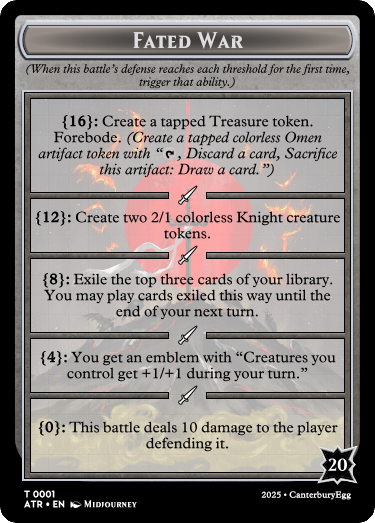 Fated War
(When this battle's defense reaches each threshold for the first time,
trigger that ability.)
{16}: Create a tapped Treasure token.
Forebode. (Create a tapped colorless Omen
artifact token with “, Discard a card, Sacrifice
this artifact: Draw a card.”)
{12}: Create two 2/1 colorless Knight creature
tokens.
{8}: Exile the top three cards of your library.
You may play cards exiled this way until the
end of your next turn.
{4}: You get an emblem with “Creatures you
control get +1/+1 during your turn.”
{0}: This battle deals 10 damage to the player
defending it.
20
T 0001
ATR • EN Midjourney
2025 • CanterburyEgg